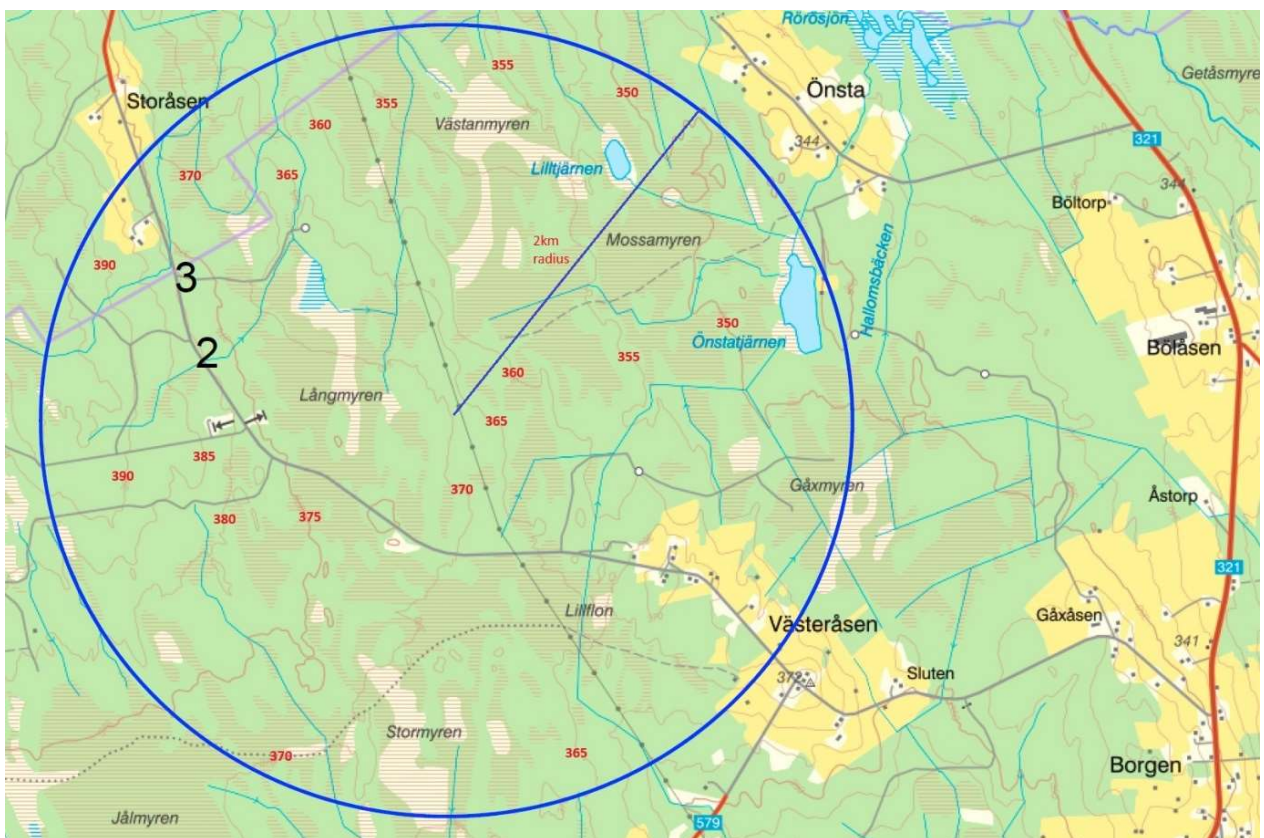 Rörösjön
355
Getåsmyre
350
Önsta
Storåsen
355
360
Västanmyren
344
321
Lilltjärnen
370
365
344
Böltorp
2km
radius
Mossamyren
390
3
Hallomsbäcken
350
Önstatjärnen
2
355
Bölåsen
360
Långmyren
365
385
390
370
Gåxmyren
Åstorp
380
375
321
Lillflon
Västeråsen
Gåxåsen
341
Sluten
372
Stormyren
370
365
Borgen
Jålmyren
579